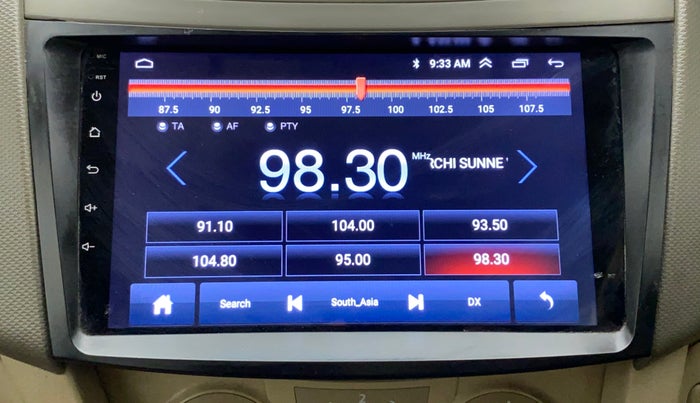 MIC
9:33 AM
RST
87.5 90 92.5 95 97.5 100 102.5 105 107.5
TA AF PTY
98.30 MHz RCHI SUNNE
91.10 104.00 93.50
104.80 95.00 98.30
Search South_Asia DX
2